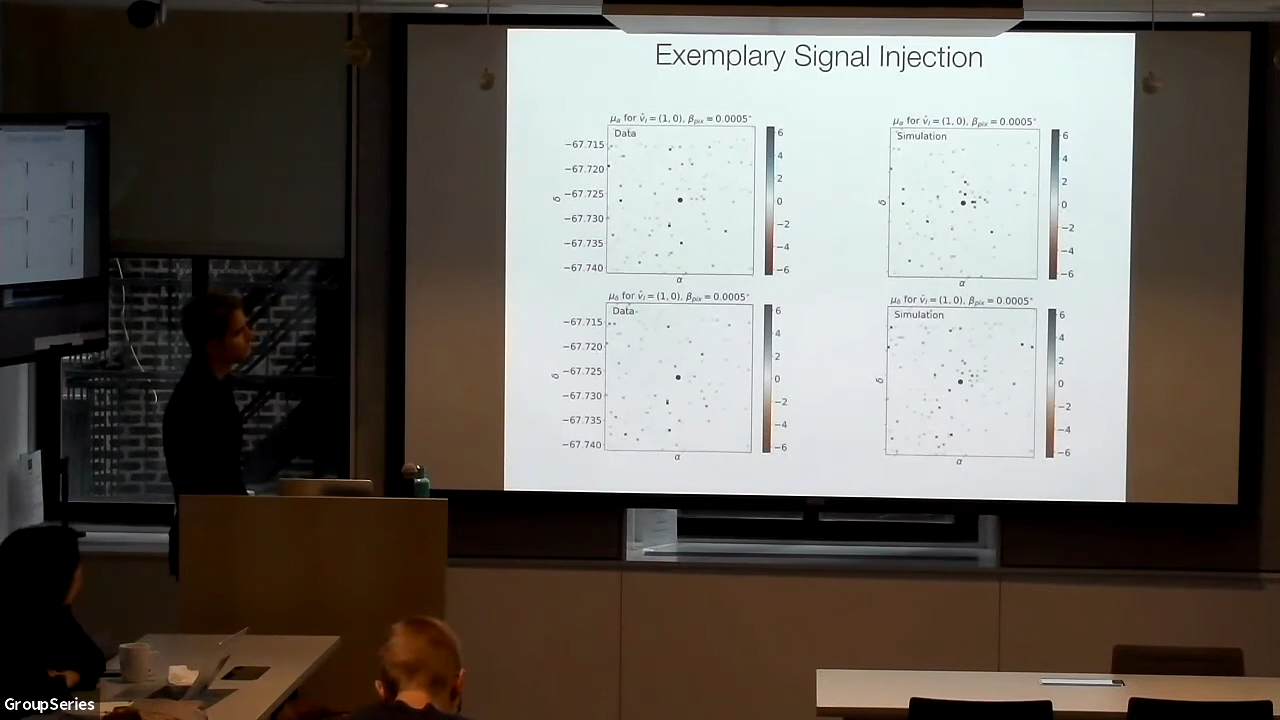 Exemplary Signal Injection
μα for v̂ₗ = (1, 0), βpix = 0.0005°
Data
−67.715
−67.720
−67.725
−67.730
−67.735
−67.740
δ
α
6
4
2
0
−2
−4
−6
μα for v̂ₗ = (1, 0), βpix = 0.0005°
Simulation
δ
α
6
4
2
0
−2
−4
−6
μδ for v̂ₗ = (1, 0), βpix = 0.0005°
Data
−67.715
−67.720
−67.725
−67.730
−67.735
−67.740
δ
α
6
4
2
0
−2
−4
−6
μδ for v̂ₗ = (1, 0), βpix = 0.0005°
Simulation
δ
α
6
4
2
0
−2
−4
−6
GroupSeries